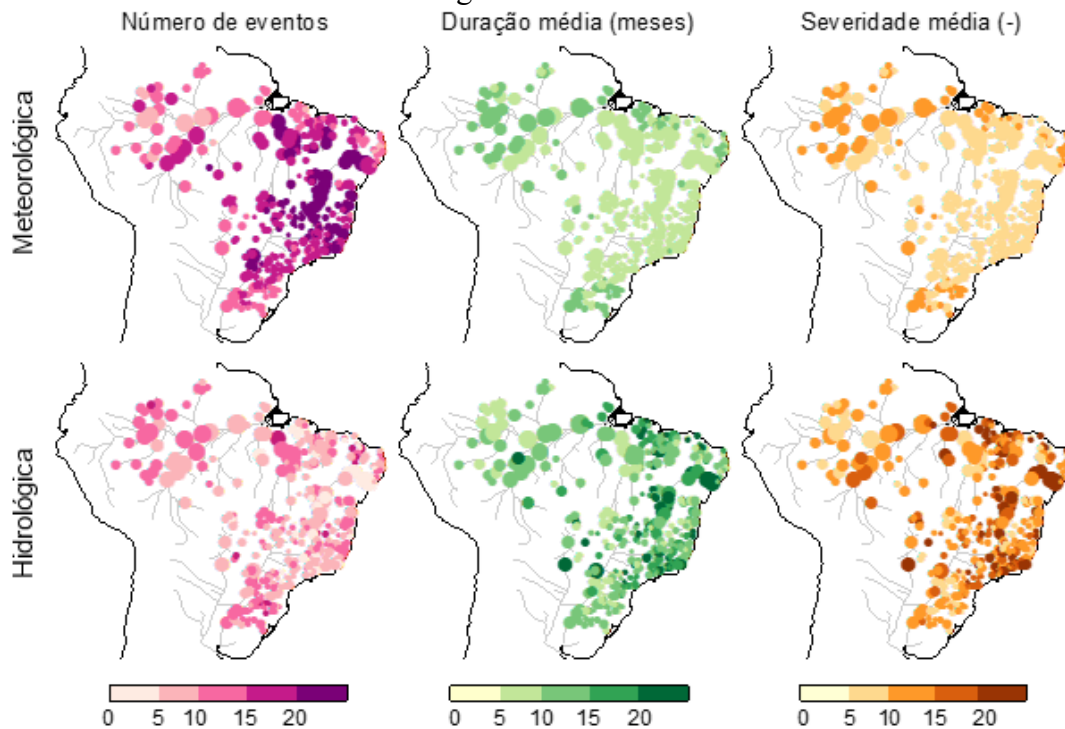 Número de eventos
Duração média (meses)
Severidade média (-)
Meteorológica
Hidrológica
0 5 10 15 20
0 5 10 15 20
0 5 10 15 20